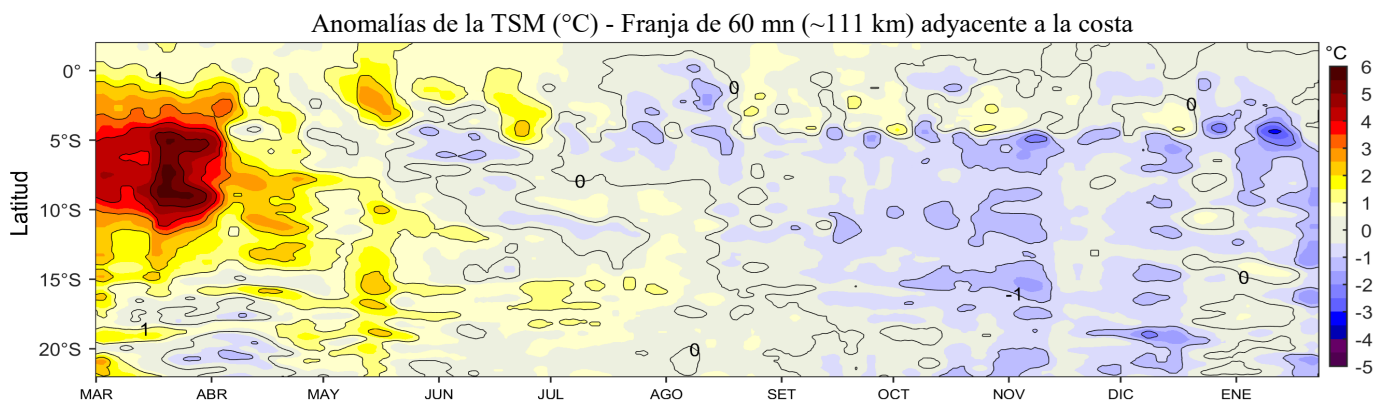 Anomalías de la TSM (°C) - Franja de 60 mn (~111 km) adyacente a la costa
°C
Latitud
0°
5°S
10°S
15°S
20°S
1
1
0
0
0
0
0
-1
6
5
4
3
2
1
0
-1
-2
-3
-4
-5
MAR ABR MAY JUN JUL AGO SET OCT NOV DIC ENE